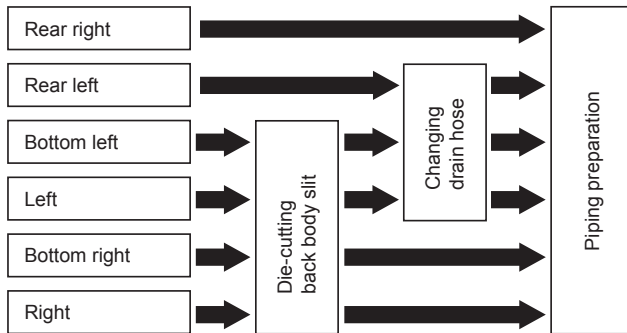 Rear right
Rear left
Bottom left
Left
Bottom right
Right
Die-cutting
back body slit
Changing
drain hose
Piping preparation